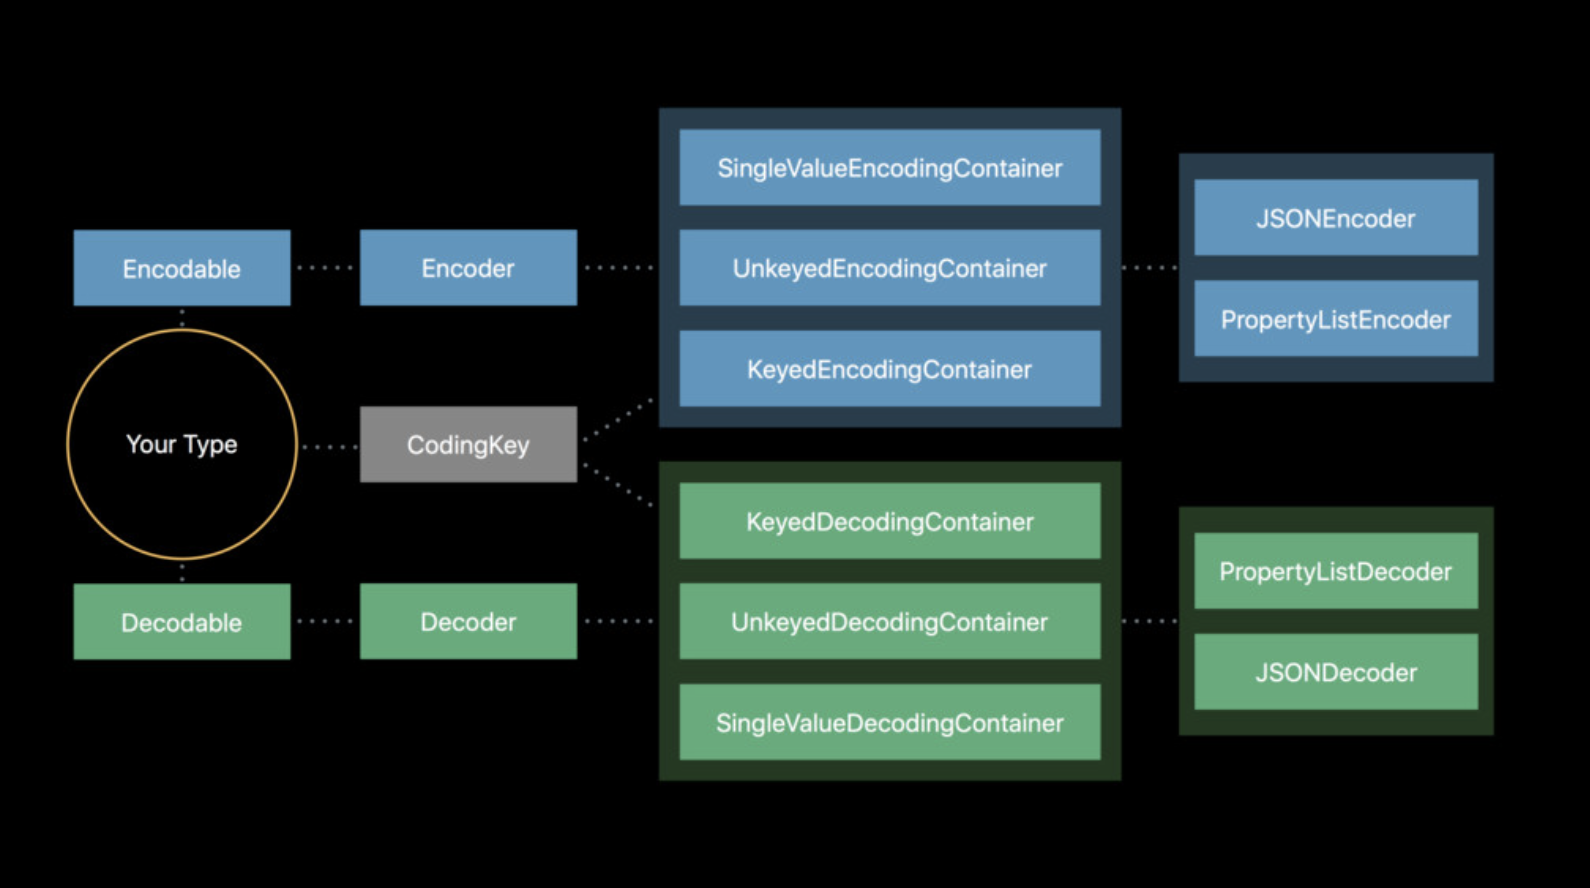 SingleValueEncodingContainer
JSONEncoder
Encodable
Encoder
UnkeyedEncodingContainer
PropertyListEncoder
KeyedEncodingContainer
Your Type
CodingKey
KeyedDecodingContainer
PropertyListDecoder
Decodable
Decoder
UnkeyedDecodingContainer
JSONDecoder
SingleValueDecodingContainer